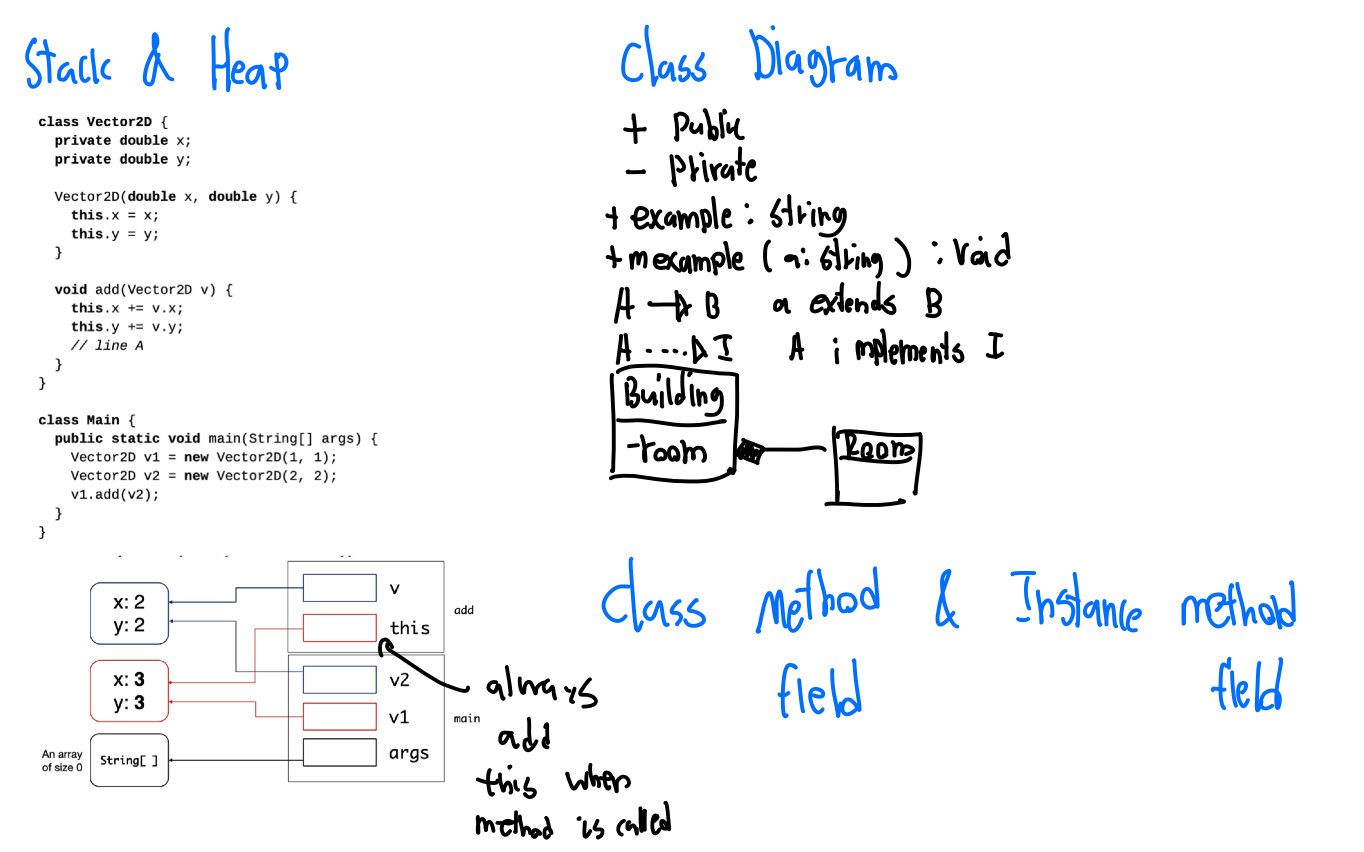 Stack & Heap
class Vector2D {
private double x;
private double y;
Vector2D(double x, double y) {
this.x = x;
this.y = y;
}
void add(Vector2D v) {
this.x += v.x;
this.y += v.y;
// line A
}
}
class Main {
public static void main(String[] args) {
Vector2D v1 = new Vector2D(1, 1);
Vector2D v2 = new Vector2D(2, 2);
v1.add(v2);
}
}
x: 2
y: 2
x: 3
y: 3
An array
of size 0
String[ ]
v
this
add
v2
v1
main
args
always
add
this when
method is called
Class Diagram
+ Public
- Private
+ example : string
+ mexample ( a: string ) : void
A B a extends B
A .... I A implements I
Building
-room
Room
Class Method & Instance method
field field